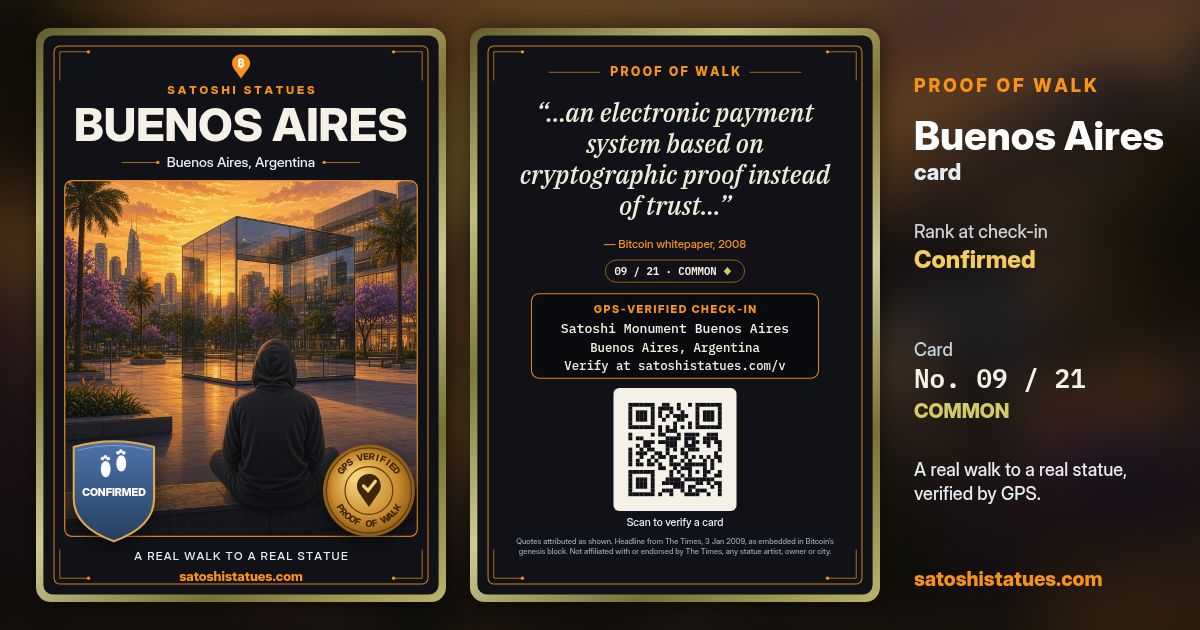 SATOSHI STATUES
BUENOS AIRES
Buenos Aires, Argentina
CONFIRMED
GPS VERIFIED
PROOF OF WALK
A REAL WALK TO A REAL STATUE
satoshistatues.com
PROOF OF WALK
“...an electronic payment
system based on
cryptographic proof instead
of trust...”
— Bitcoin whitepaper, 2008
09 / 21 · COMMON ◆
GPS-VERIFIED CHECK-IN
Satoshi Monument Buenos Aires
Buenos Aires, Argentina
Verify at satoshistatues.com/v
Scan to verify a card
Quotes attributed as shown. Headline from The Times, 3 Jan 2009, as embedded in Bitcoin's
genesis block. Not affiliated with or endorsed by The Times, any statue artist, owner or city.
PROOF OF WALK
Buenos Aires
card
Rank at check-in
Confirmed
Card
No. 09 / 21
COMMON
A real walk to a real statue,
verified by GPS.
satoshistatues.com